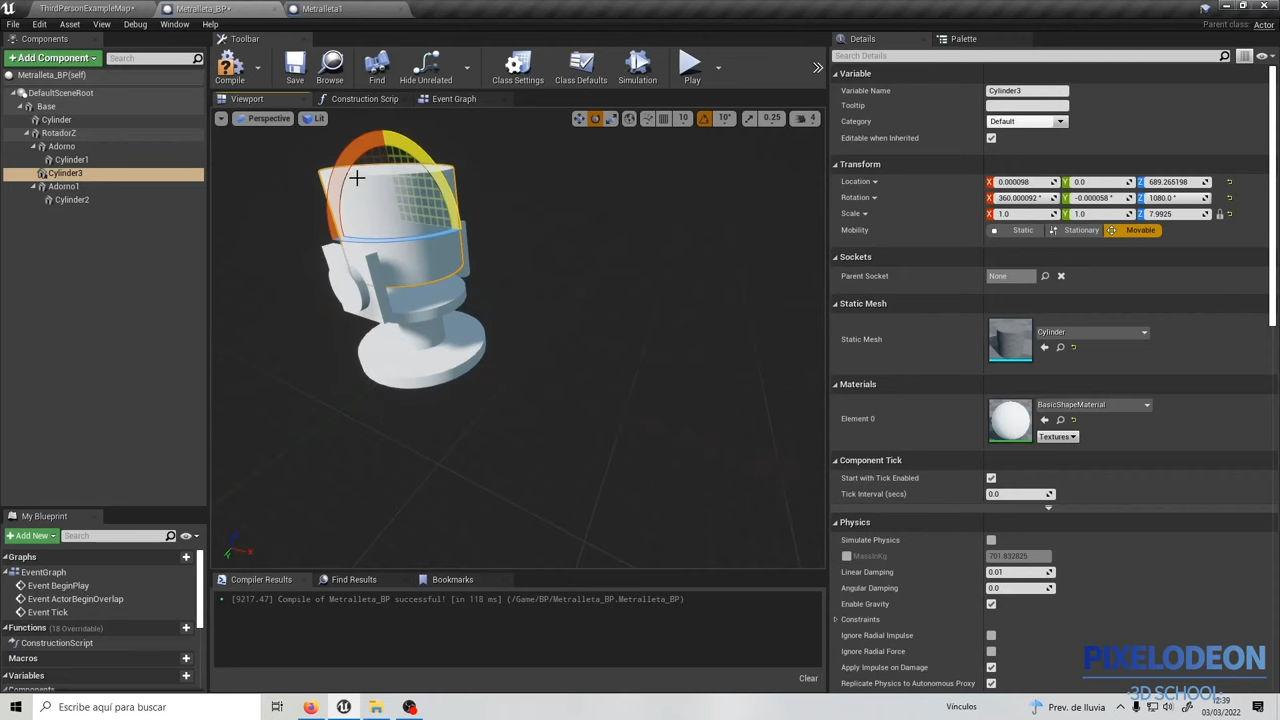 ThirdPersonExampleMap*
Metralleta_BP*
Metralleta1
File Edit Asset View Debug Window Help
Parent class: Actor
Components
Toolbar
Details
Palette
+ Add Component
Search
Metralleta_BP(self)
DefaultSceneRoot
Base
Cylinder
RotadorZ
Adorno
Cylinder1
Cylinder3
Adorno1
Cylinder2
Compile
Save
Browse
Find
Hide Unrelated
Class Settings
Class Defaults
Simulation
Play
Viewport
Construction Scrip
Event Graph
Perspective
Lit
10
10°
0.25
4
Search Details
Variable
Variable Name Cylinder3
Tooltip
Category Default
Editable when Inherited
Transform
Location X 0.000098 Y 0.0 Z 689.265198
Rotation X 360.000092 ° Y -0.000058 ° Z 1080.0 °
Scale X 1.0 Y 1.0 Z 7.9925
Mobility Static Stationary Movable
Sockets
Parent Socket None
Static Mesh
Static Mesh Cylinder
Materials
Element 0 BasicShapeMaterial
Textures
Component Tick
Start with Tick Enabled
Tick Interval (secs) 0.0
Physics
Simulate Physics
MassInKg 701.832825
Linear Damping 0.01
Angular Damping 0.0
Enable Gravity
Constraints
Ignore Radial Impulse
Ignore Radial Force
Apply Impulse on Damage
Replicate Physics to Autonomous Proxy
My Blueprint
+ Add New
Search
Graphs
EventGraph
Event BeginPlay
Event ActorBeginOverlap
Event Tick
Functions (18 Overridable)
ConstructionScript
Macros
Variables
Components
Compiler Results
Find Results
Bookmarks
[9217.47] Compile of Metralleta_BP successful! [in 118 ms] (/Game/BP/Metralleta_BP.Metralleta_BP)
Clear
PIXELODEON
3D SCHOOL
Escribe aquí para buscar
Vínculos
Prev. de lluvia
12:39
03/03/2022